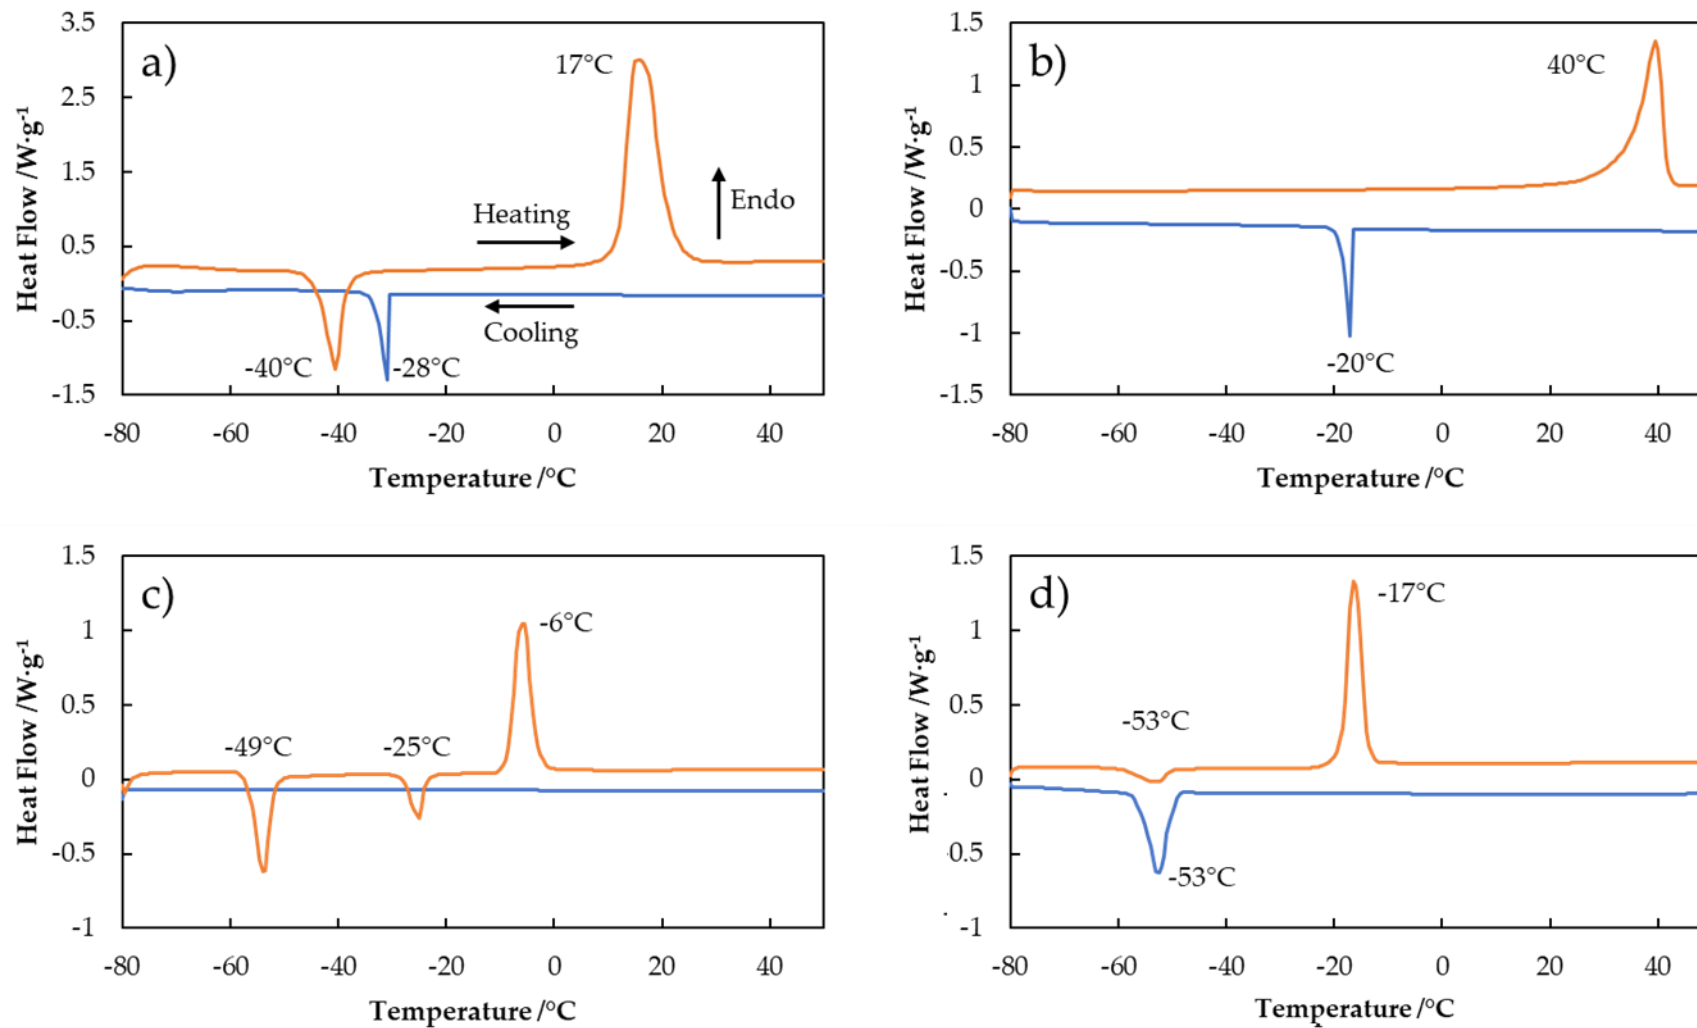 a)
17°C
Heating
Endo
Cooling
-40°C
-28°C
3.5
2.5
1.5
0.5
-0.5
-1.5
Heat Flow /W·g⁻¹
-80 -60 -40 -20 0 20 40
Temperature /°C
b)
40°C
-20°C
1.5
1
0.5
0
-0.5
-1
-1.5
Heat Flow /W·g⁻¹
-80 -60 -40 -20 0 20 40
Temperature /°C
c)
-6°C
-49°C
-25°C
1.5
1
0.5
0
-0.5
-1
Heat Flow /W·g⁻¹
-80 -60 -40 -20 0 20 40
Temperature /°C
d)
-17°C
-53°C
-53°C
1.5
1
0.5
0
-0.5
-1
Heat Flow /W·g⁻¹
-80 -60 -40 -20 0 20 40
Temperature /°C